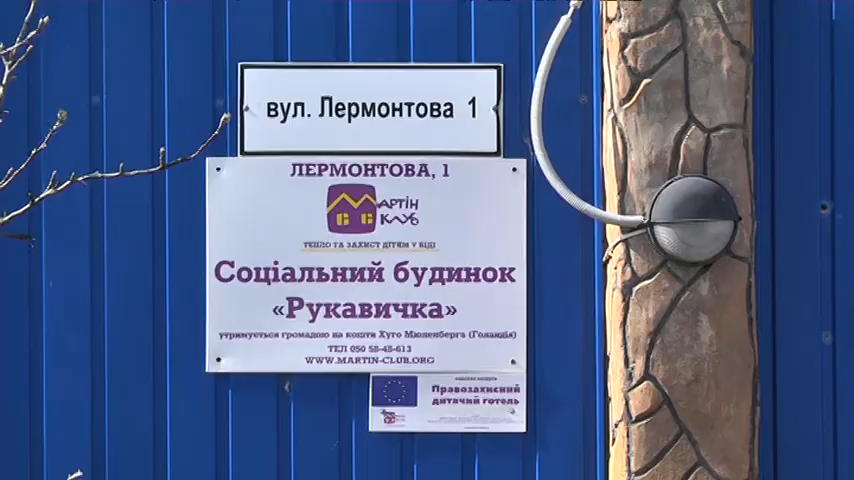 вул. Лермонтова 1
ЛЕРМОНТОВА, 1
МАРТІН
КЛУБ
ТЕПЛО ТА ЗАХИСТ ДІТЯМ У БІДІ
Соціальний будинок
«Рукавичка»
утримується громадою на кошти Хуго Мюленберга (Голандія)
ТЕЛ 050 58-48-613
WWW.MARTIN-CLUB.ORG
Правозахисний
дитячий готель